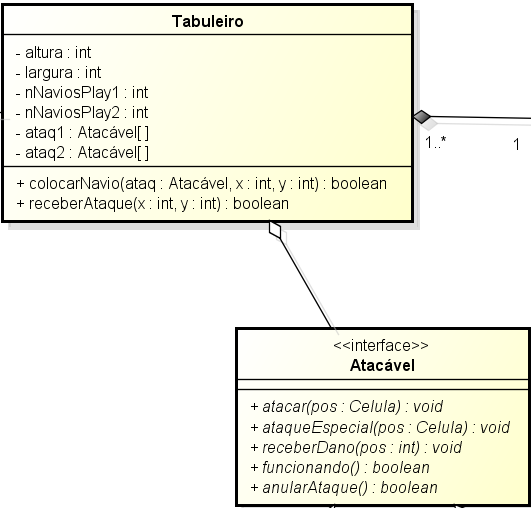 Tabuleiro
- altura : int
- largura : int
- nNaviosPlay1 : int
- nNaviosPlay2 : int
- ataq1 : Atacável[ ]
- ataq2 : Atacável[ ]
+ colocarNavio(ataq : Atacável, x : int, y : int) : boolean
+ receberAtaque(x : int, y : int) : boolean
1..*
1
<<interface>>
Atacável
+ atacar(pos : Celula) : void
+ ataqueEspecial(pos : Celula) : void
+ receberDano(pos : int) : void
+ funcionando() : boolean
+ anularAtaque() : boolean